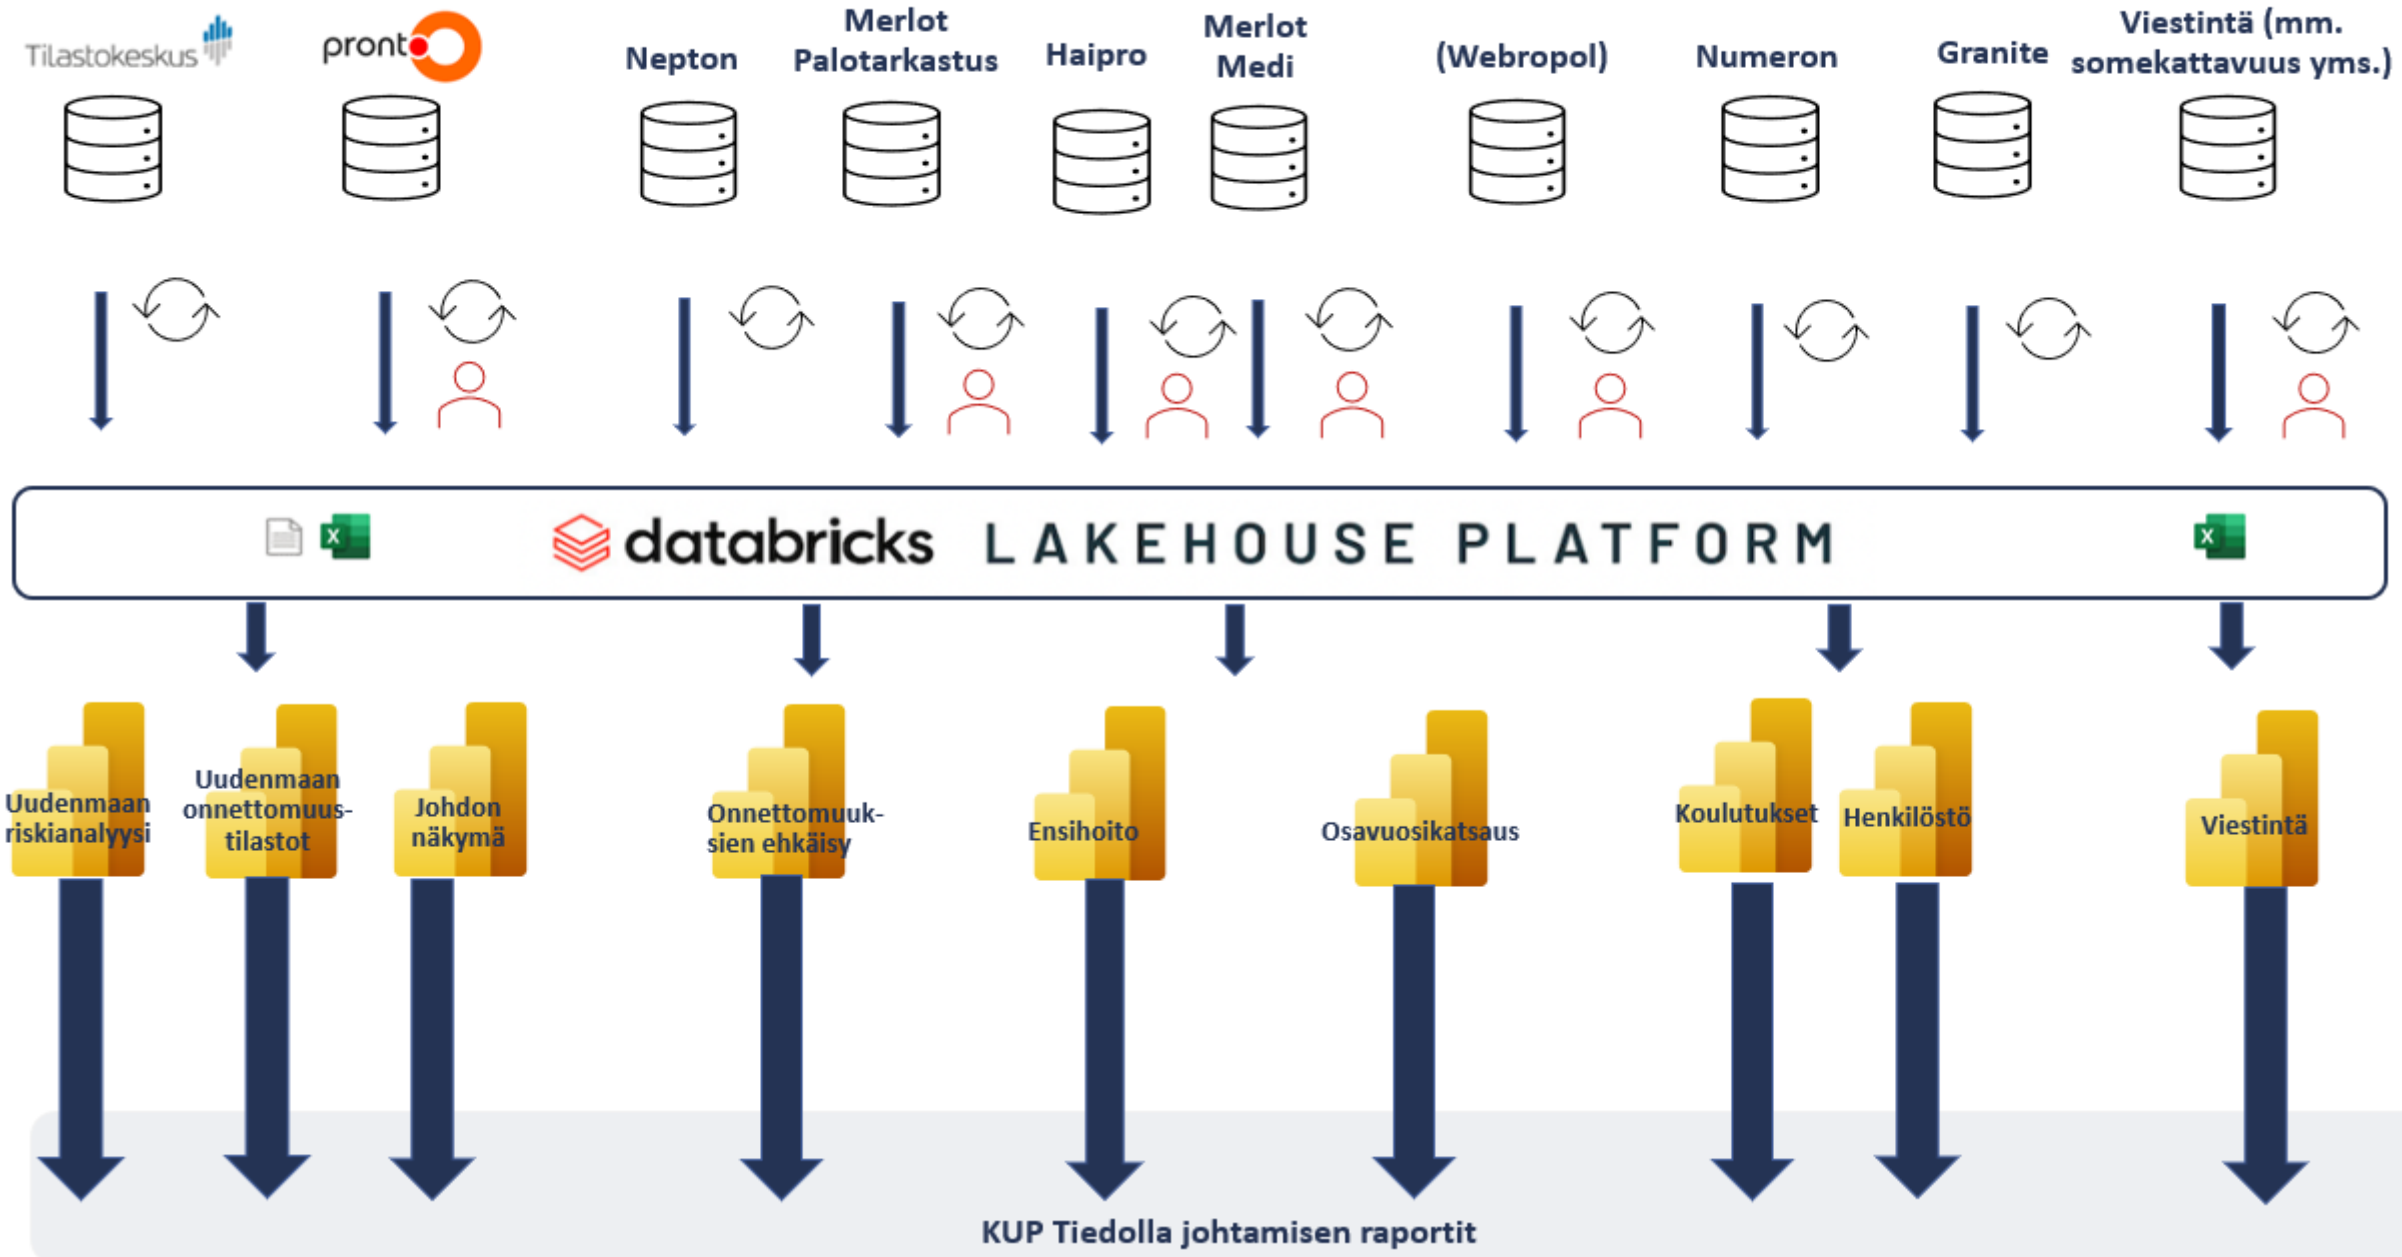 Tilastokeskus
pronto
Nepton
Merlot
Palotarkastus
Haipro
Merlot
Medi
(Webropol)
Numeron
Granite
Viestintä (mm.
somekattavuus yms.)
X
databricks LAKEHOUSE PLATFORM
X
Uudenmaan
riskianalyysi
Uudenmaan
onnettomuus-
tilastot
Johdon
näkymä
Onnettomuuk-
sien ehkäisy
Ensihoito
Osavuosikatsaus
Koulutukset
Henkilöstö
Viestintä
KUP Tiedolla johtamisen raportit